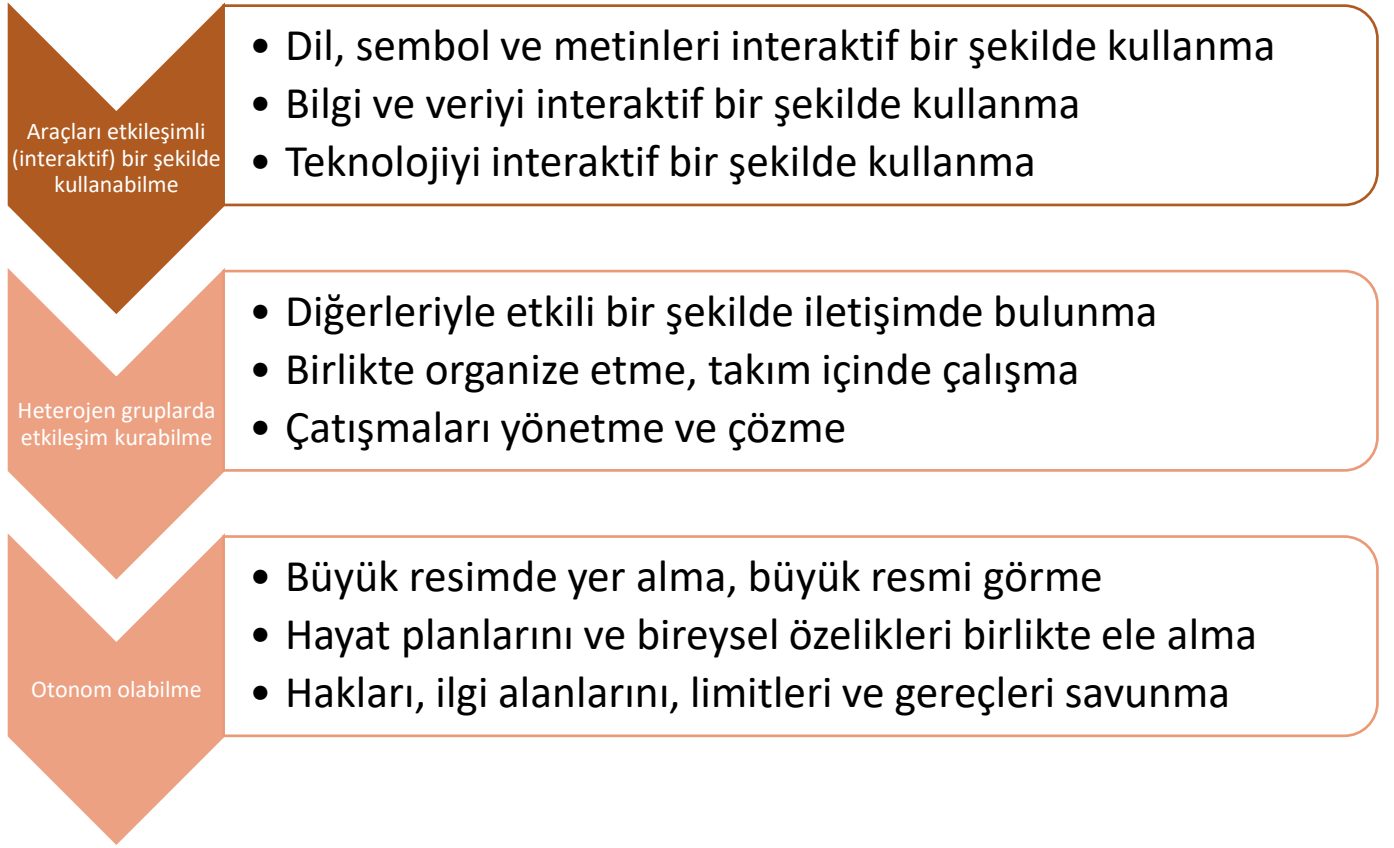 Araçları etkileşimli
(interaktif) bir şekilde
kullanabilme
• Dil, sembol ve metinleri interaktif bir şekilde kullanma
• Bilgi ve veriyi interaktif bir şekilde kullanma
• Teknolojiyi interaktif bir şekilde kullanma
Heterojen gruplarda
etkileşim kurabilme
• Diğerleriyle etkili bir şekilde iletişimde bulunma
• Birlikte organize etme, takım içinde çalışma
• Çatışmaları yönetme ve çözme
Otonom olabilme
• Büyük resimde yer alma, büyük resmi görme
• Hayat planlarını ve bireysel özelikleri birlikte ele alma
• Hakları, ilgi alanlarını, limitleri ve gereçleri savunma